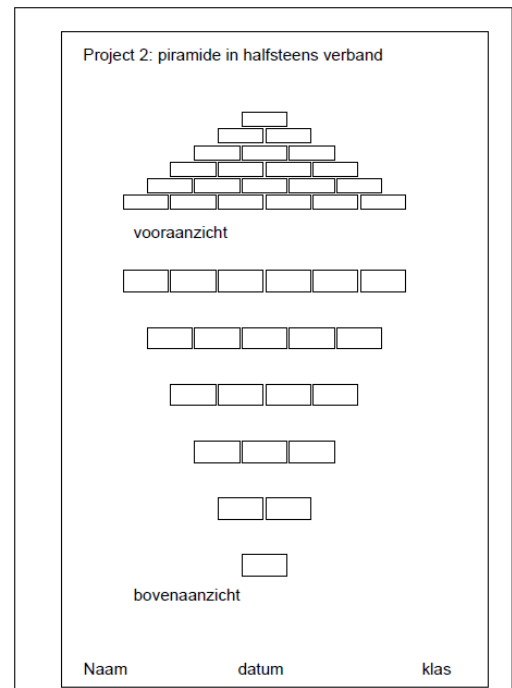 Project 2: piramide in halfsteens verband
vooraanzicht
bovenaanzicht
Naam datum klas